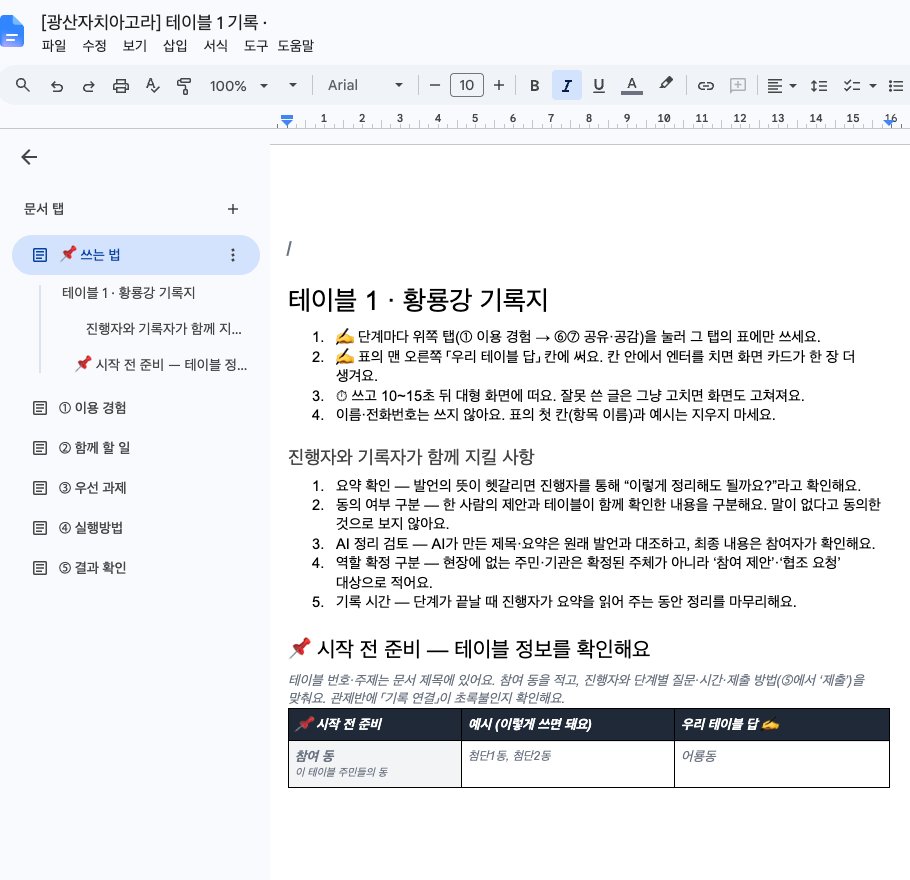 [광산자치아고라] 테이블 1 기록 ·
파일 수정 보기 삽입 서식 도구 도움말
100% Arial − 10 + B I U A
1 2 3 4 5 6 7 8 9 10 11 12 13 14 15 16
문서 탭 +
📌 쓰는 법
테이블 1 · 황룡강 기록지
진행자와 기록자가 함께 지...
📌 시작 전 준비 — 테이블 정...
① 이용 경험
② 함께 할 일
③ 우선 과제
④ 실행방법
⑤ 결과 확인
/
테이블 1 · 황룡강 기록지
1. ✍️ 단계마다 위쪽 탭(① 이용 경험 → ⑥⑦ 공유·공감)을 눌러 그 탭의 표에만 쓰세요.
2. ✍️ 표의 맨 오른쪽 「우리 테이블 답」 칸에 써요. 칸 안에서 엔터를 치면 화면 카드가 한 장 더
생겨요.
3. ⏱ 쓰고 10~15초 뒤 대형 화면에 떠요. 잘못 쓴 글은 그냥 고치면 화면도 고쳐져요.
4. 이름·전화번호는 쓰지 않아요. 표의 첫 칸(항목 이름)과 예시는 지우지 마세요.
진행자와 기록자가 함께 지킬 사항
1. 요약 확인 — 발언의 뜻이 헷갈리면 진행자를 통해 “이렇게 정리해도 될까요?”라고 확인해요.
2. 동의 여부 구분 — 한 사람의 제안과 테이블이 함께 확인한 내용을 구분해요. 말이 없다고 동의한
것으로 보지 않아요.
3. AI 정리 검토 — AI가 만든 제목·요약은 원래 발언과 대조하고, 최종 내용은 참여자가 확인해요.
4. 역할 확정 구분 — 현장에 없는 주민·기관은 확정된 주체가 아니라 ‘참여 제안’·‘협조 요청’
대상으로 적어요.
5. 기록 시간 — 단계가 끝날 때 진행자가 요약을 읽어 주는 동안 정리를 마무리해요.
📌 시작 전 준비 — 테이블 정보를 확인해요
테이블 번호·주제는 문서 제목에 있어요. 참여 동을 적고, 진행자와 단계별 질문·시간·제출 방법(⑤에서 ‘제출’)을
맞춰요. 관제반에 「기록 연결」이 초록불인지 확인해요.
📌 시작 전 준비 예시 (이렇게 쓰면 돼요) 우리 테이블 답 ✍️
참여 동 첨단1동, 첨단2동 어룡동
이 테이블 주민들의 동